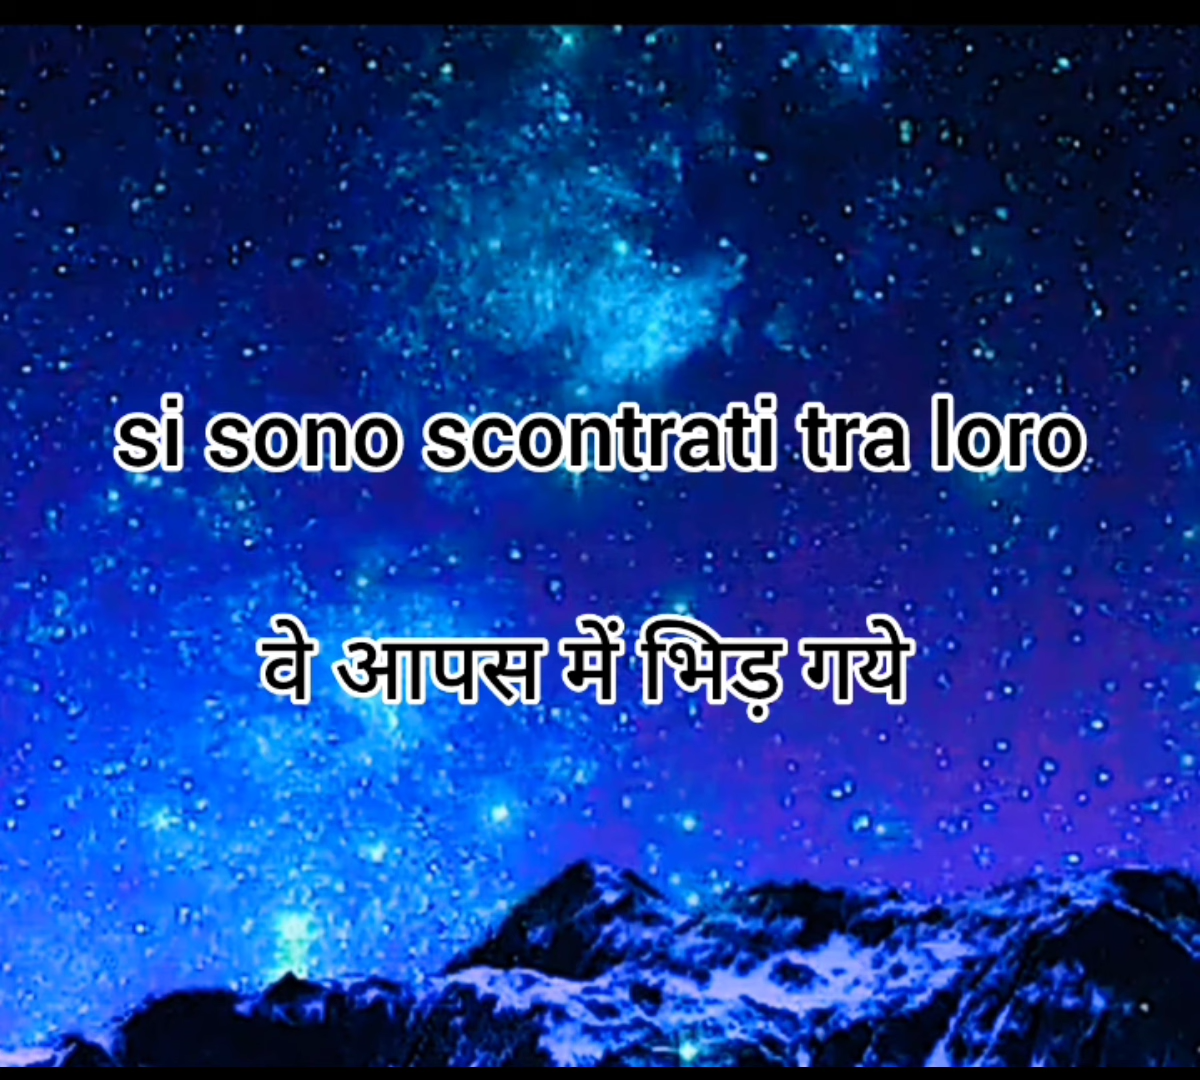 si sono scontrati tra loro
वे आपस में भिड़ गये